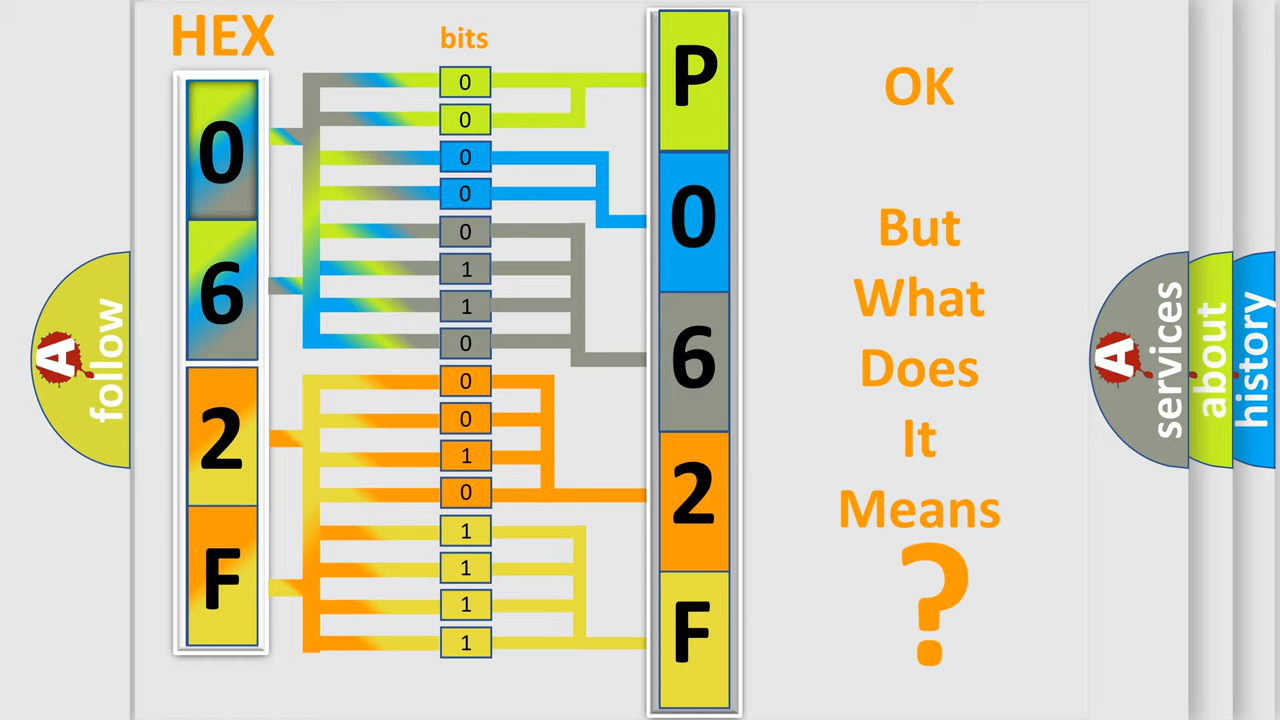 HEX
bits
0
6
2
F
0
0
0
0
0
1
1
0
0
0
1
0
1
1
1
1
P
0
6
2
F
OK
But
What
Does
It
Means
?
A
follow
A
services
about
history